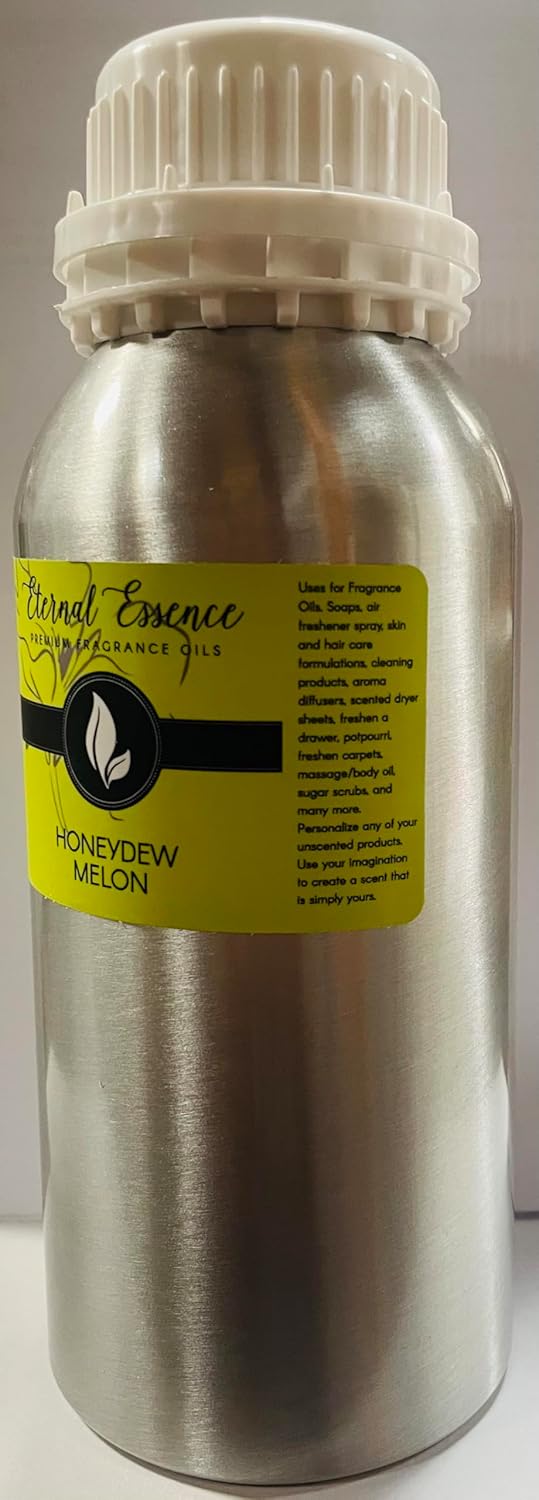 Eternal Essence
PREMIUM FRAGRANCE OILS
HONEYDEW
MELON
Uses for Fragrance
Oils. Soaps, air
freshener spray, skin
and hair care
formulations, cleaning
products, aroma
diffusers, scented dryer
sheets, freshen a
drawer, potpourri,
freshen carpets,
massage/body oil,
sugar scrubs, and
many more.
Personalize any of your
unscented products.
Use your imagination
to create a scent that
is simply yours.